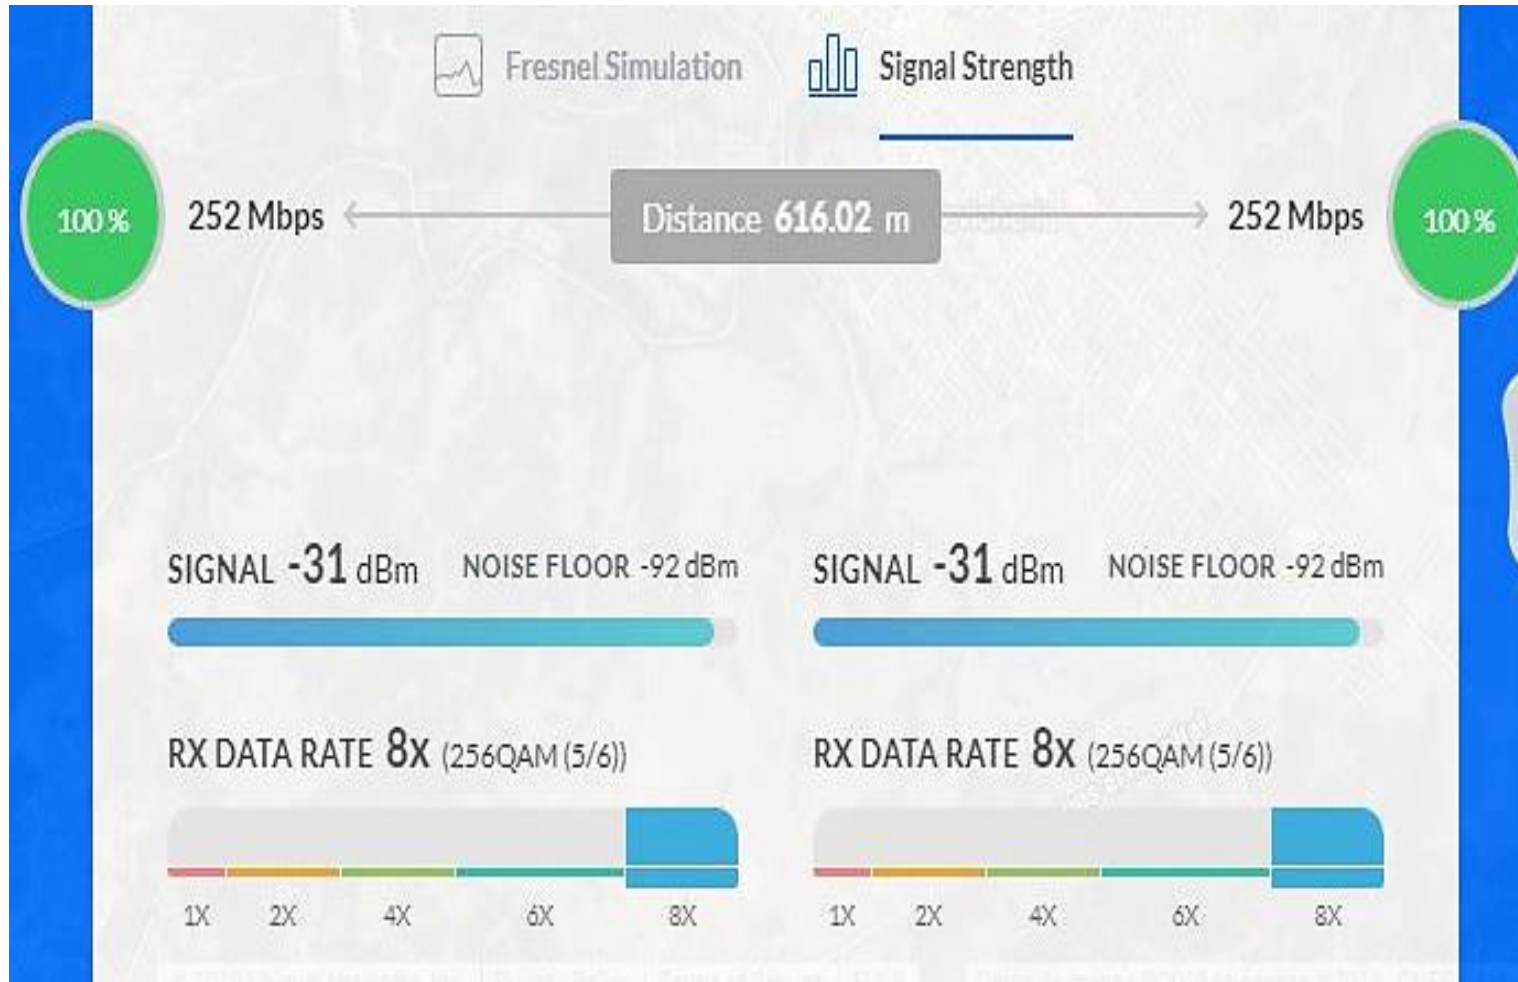 Fresnel Simulation Signal Strength
100 % 252 Mbps Distance 616.02 m 252 Mbps 100 %
SIGNAL -31 dBm NOISE FLOOR -92 dBm SIGNAL -31 dBm NOISE FLOOR -92 dBm
RX DATA RATE 8X (256QAM (5/6)) RX DATA RATE 8X (256QAM (5/6))
1X 2X 4X 6X 8X 1X 2X 4X 6X 8X